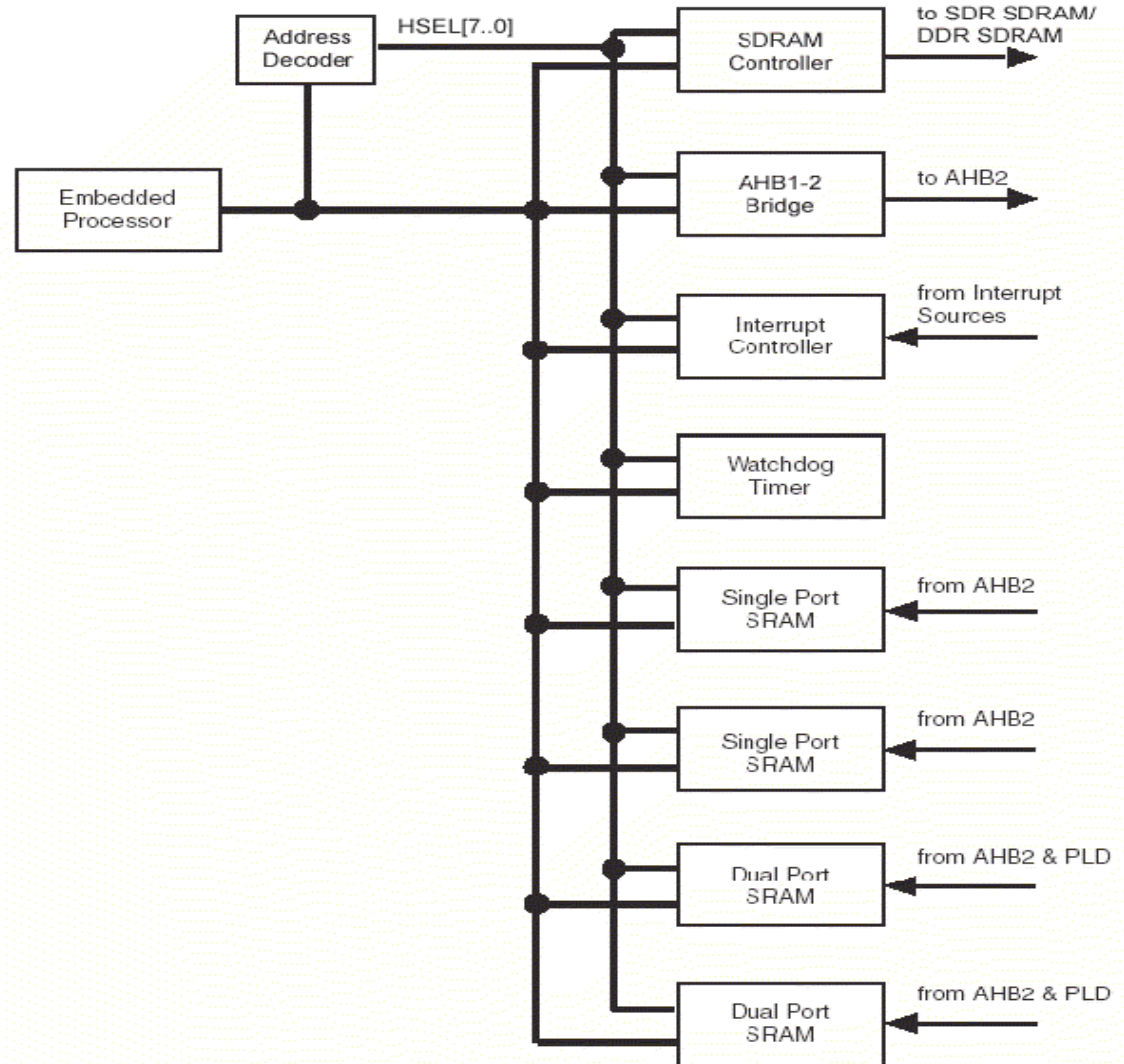 HSEL[7..0]
Address
Decoder
SDRAM
Controller
to SDR SDRAM/
DDR SDRAM
Embedded
Processor
AHB1-2
Bridge
to AHB2
Interrupt
Controller
from Interrupt
Sources
Watchdog
Timer
Single Port
SRAM
from AHB2
Single Port
SRAM
from AHB2
Dual Port
SRAM
from AHB2 & PLD
Dual Port
SRAM
from AHB2 & PLD